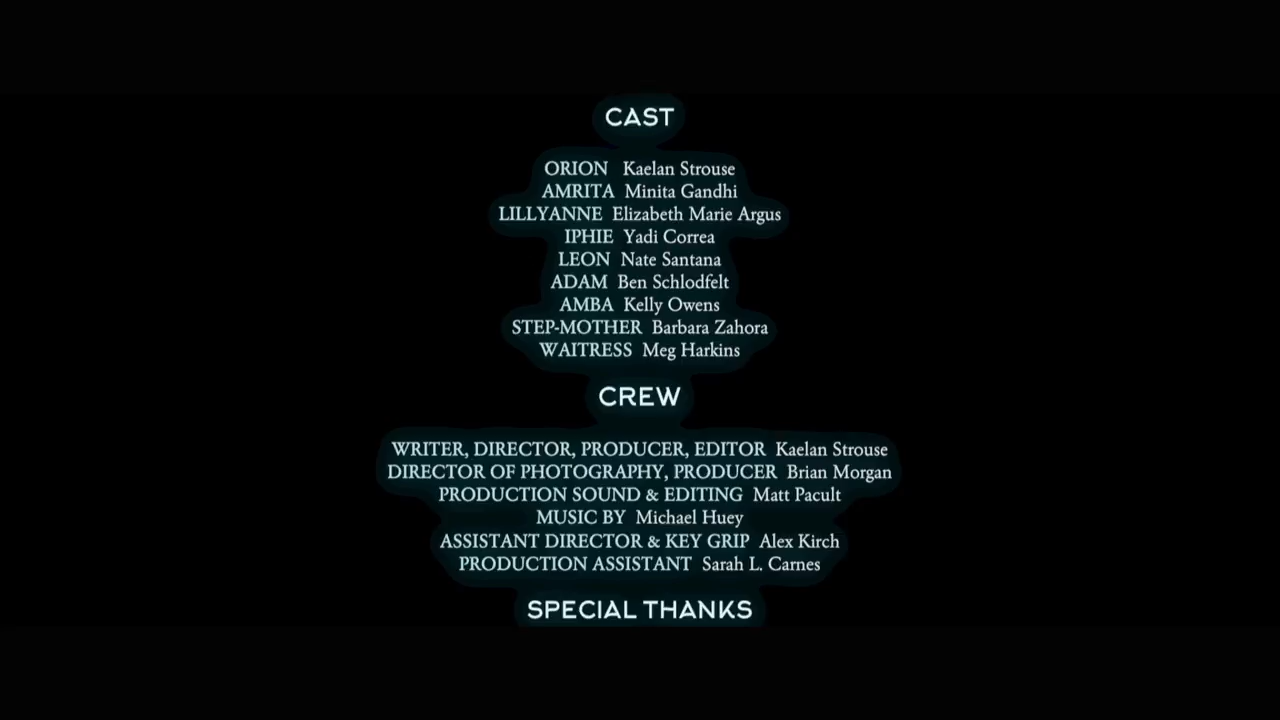 CAST
ORION Kaelan Strouse
AMRITA Minita Gandhi
LILLYANNE Elizabeth Marie Argus
IPHIE Yadi Correa
LEON Nate Santana
ADAM Ben Schlodfelt
AMBA Kelly Owens
STEP-MOTHER Barbara Zahora
WAITRESS Meg Harkins
CREW
WRITER, DIRECTOR, PRODUCER, EDITOR Kaelan Strouse
DIRECTOR OF PHOTOGRAPHY, PRODUCER Brian Morgan
PRODUCTION SOUND & EDITING Matt Pacult
MUSIC BY Michael Huey
ASSISTANT DIRECTOR & KEY GRIP Alex Kirch
PRODUCTION ASSISTANT Sarah L. Carnes
SPECIAL THANKS